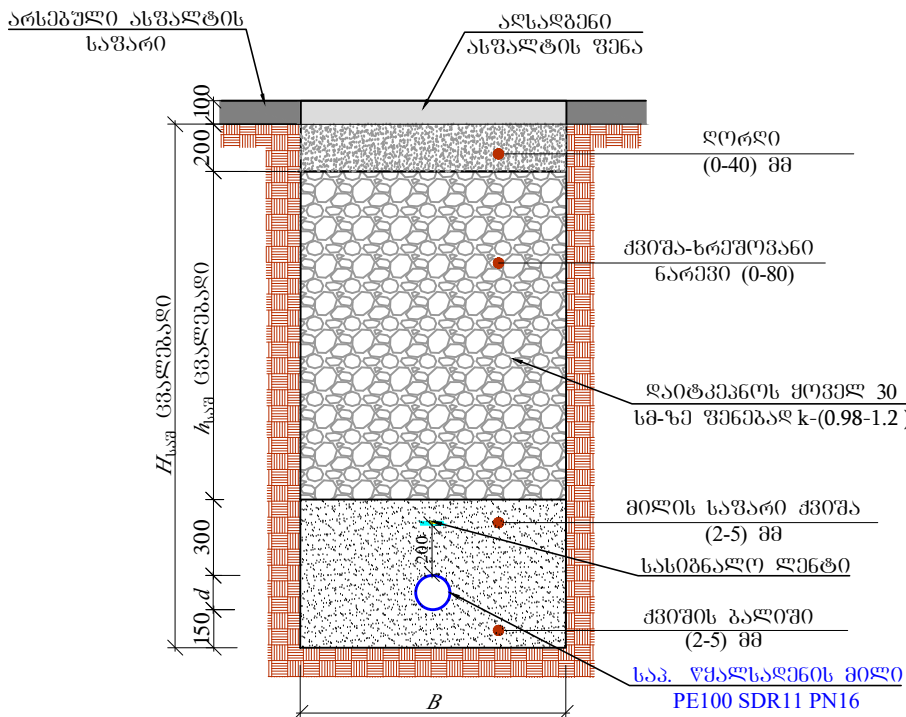 არსებული ასფალტის
საფარი
აღსადგენი
ასფალტის ფენა
100
200
ღორღი
(0-40) მმ
ქვიშა-ხრეშოვანი
ნარევი (0-80)
Hსაშ ცვალებადი
hსაშ ცვალებადი
დაიტკეპნოს ყოველ 30
სმ-ზე ფენებად k-(0.98-1.2 )
მილის საფარი ქვიშა
(2-5) მმ
300
200
სასიგნალო ლენტი
d
150
ქვიშის ბალიში
(2-5) მმ
საპ. წყალსადენის მილი
PE100 SDR11 PN16
B